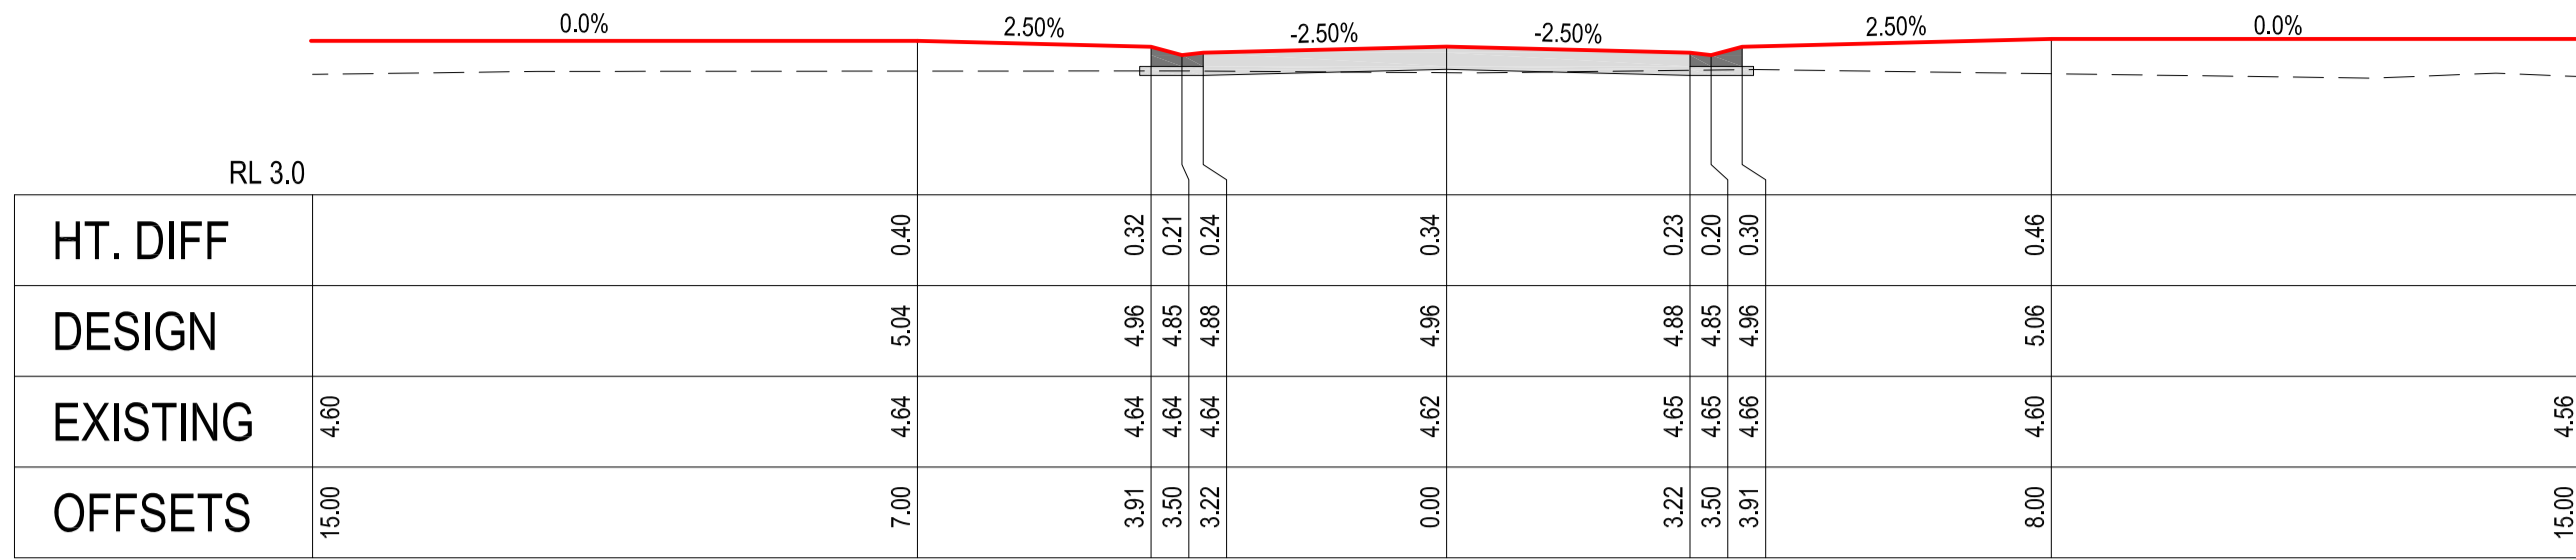 0.0% 2.50% -2.50% -2.50% 2.50% 0.0%
RL 3.0
HT. DIFF 0.40 0.32 0.21 0.24 0.34 0.23 0.20 0.30 0.46
DESIGN 5.04 4.96 4.85 4.88 4.96 4.88 4.85 4.96 5.06
EXISTING 4.60 4.64 4.64 4.64 4.64 4.62 4.65 4.65 4.66 4.60 4.56
OFFSETS 15.00 7.00 3.91 3.50 3.22 0.00 3.22 3.50 3.91 8.00 15.00